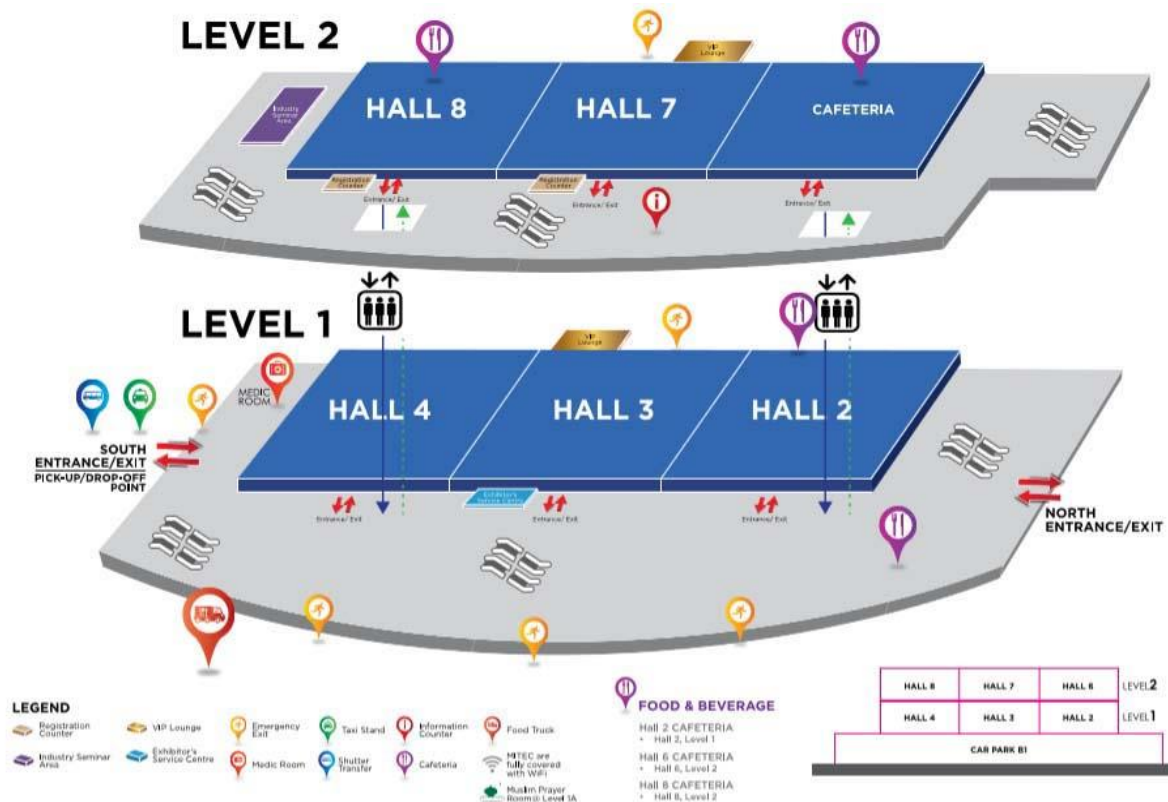 LEVEL 2
VIP
Lounge
Industry
Seminar
Area
HALL 8
HALL 7
CAFETERIA
Registration
Counter
Entrance/ Exit
Registration
Counter
Entrance/ Exit
Entrance/ Exit
LEVEL 1
VIP
Lounge
MEDIC
ROOM
HALL 4
HALL 3
HALL 2
SOUTH
ENTRANCE/EXIT
PICK-UP/DROP-OFF
POINT
Exhibitor's
Service Centre
Entrance/ Exit
Entrance/ Exit
Entrance/ Exit
NORTH
ENTRANCE/EXIT
LEGEND
Registration
Counter
VIP Lounge
Emergency
Exit
Taxi Stand
Information
Counter
Food Truck
Industry Seminar
Area
Exhibitor's
Service Centre
Medic Room
Shutter
Transfer
Cafeteria
MITEC are
fully covered
with WiFi
Muslim Prayer
Room@ Level 1A
FOOD & BEVERAGE
Hall 2 CAFETERIA
• Hall 2, Level 1
Hall 6 CAFETERIA
• Hall 6, Level 2
Hall 8 CAFETERIA
• Hall 8, Level 2
HALL 8
HALL 7
HALL 6
LEVEL 2
HALL 4
HALL 3
HALL 2
LEVEL 1
CAR PARK B1